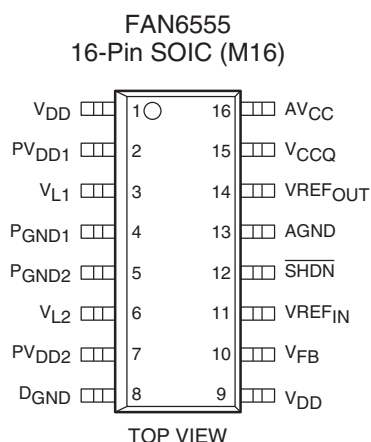 FAN6555
16-Pin SOIC (M16)
VDD 1 16 AVCC
PVDD1 2 15 VCCQ
VL1 3 14 VREFOUT
PGND1 4 13 AGND
PGND2 5 12 SHDN
VL2 6 11 VREFIN
PVDD2 7 10 VFB
DGND 8 9 VDD
TOP VIEW